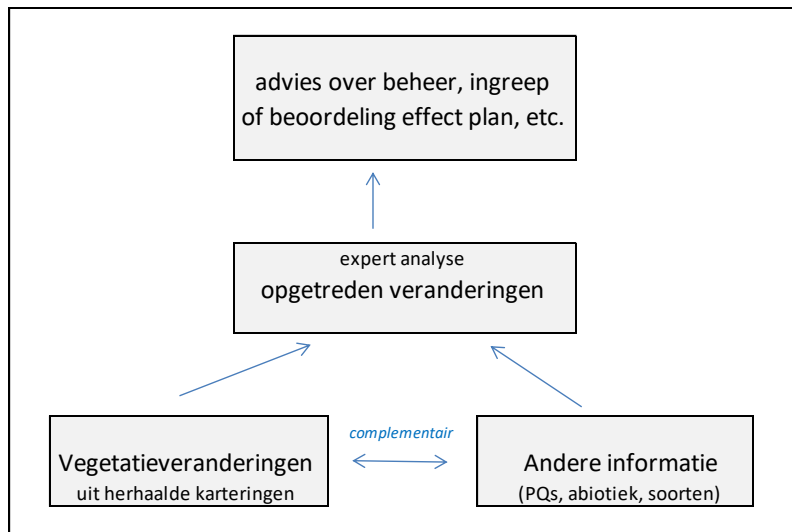 advies over beheer, ingreep
of beoordeling effect plan, etc.
expert analyse
opgetreden veranderingen
complementair
Vegetatieveranderingen
uit herhaalde karteringen
Andere informatie
(PQs, abiotiek, soorten)